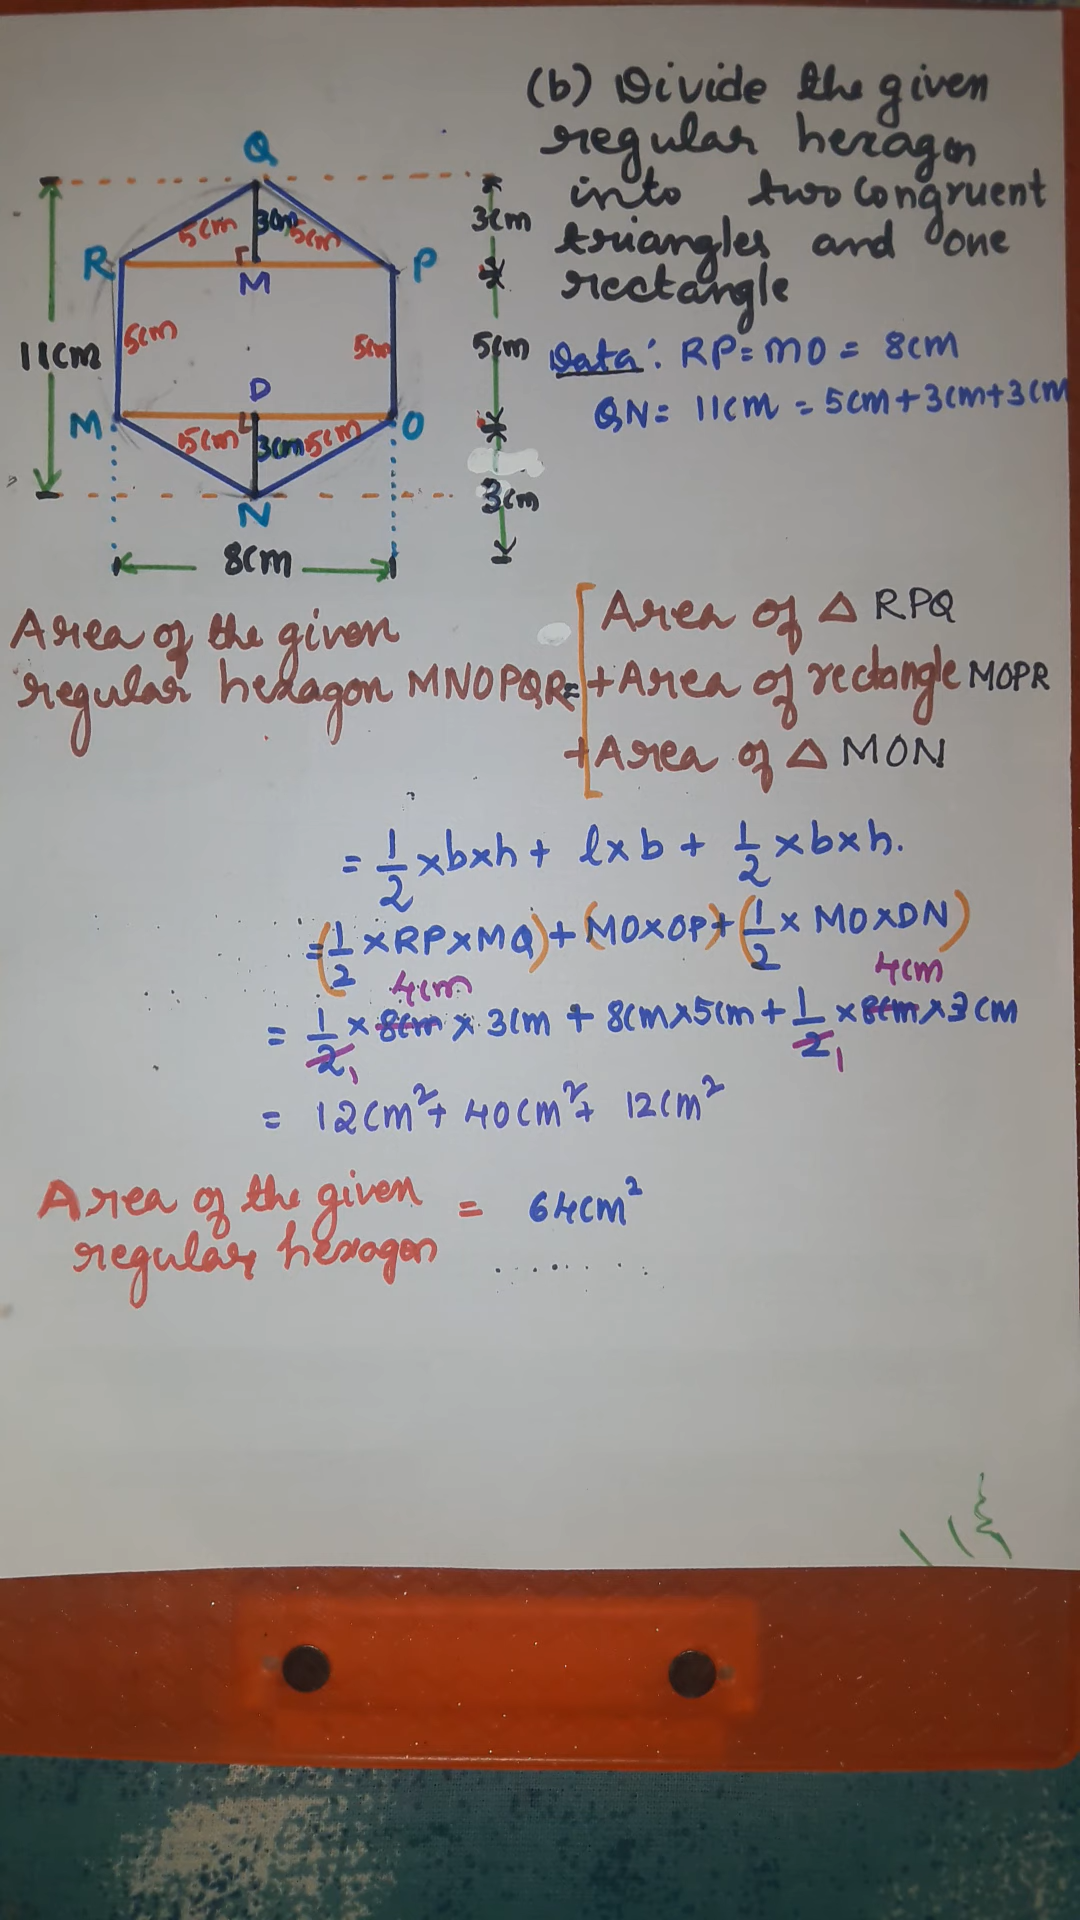 (b) Divide the given
regular hexagon
into two congruent
triangles and one
rectangle
Data: RP = MO = 8cm
QN = 11cm = 5cm+3cm+3cm
Q
5cm 3cm 5cm
R P
M
5cm 5cm
11cm
D
M O
5cm 3cm 5cm
N
8cm
3cm
5cm
3cm
Area of the given
regular hexagon MNOPQR =
Area of △ RPQ
+ Area of rectangle MOPR
+ Area of △ MON
= 1/2 × b × h + l × b + 1/2 × b × h.
= (1/2 × RP × MQ) + (MO × OP) + (1/2 × MO × DN)
4cm 4cm
= 1/2 × 8cm × 3cm + 8cm × 5cm + 1/2 × 8cm × 3cm
1 1
= 12cm² + 40cm² + 12cm²
Area of the given
regular hexagon = 64cm²